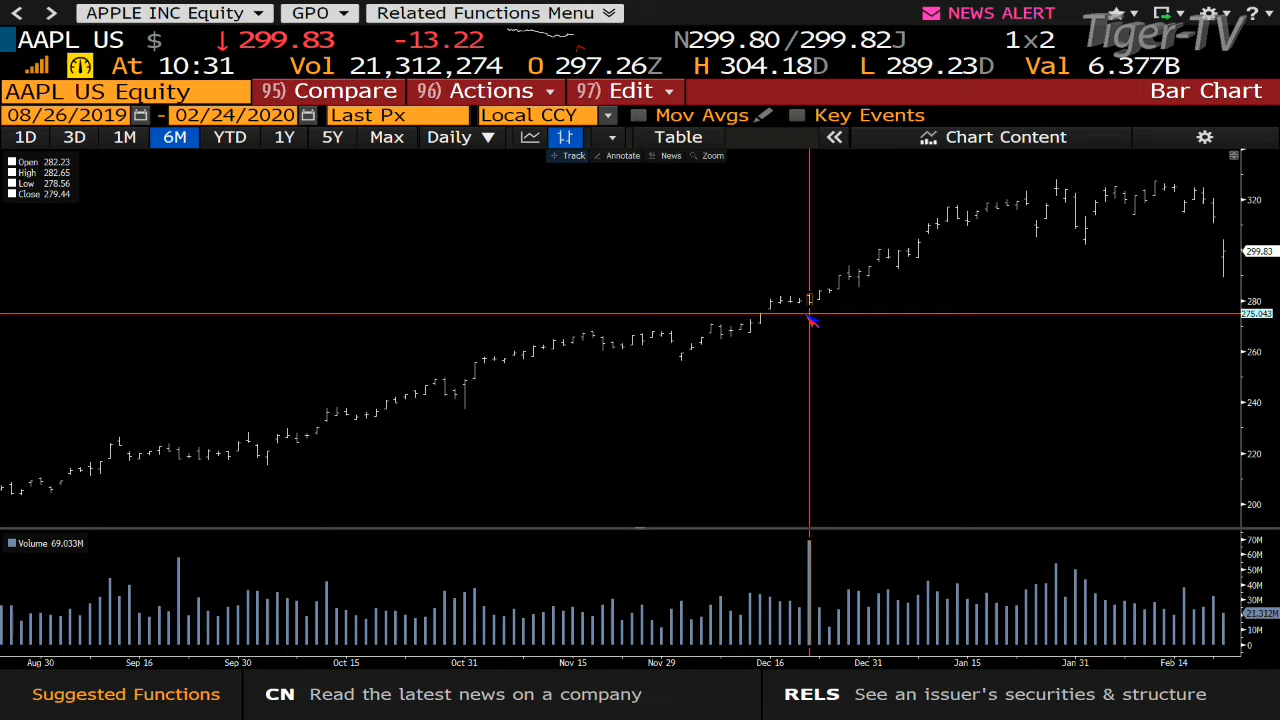 APPLE INC Equity GPO Related Functions Menu NEWS ALERT ?
Tiger-TV
AAPL US $ ↓ 299.83 -13.22 N299.80 / 299.82J 1 x 2
At 10:31 Vol 21,312,274 O 297.26Z H 304.18D L 289.23D Val 6.377B
AAPL US Equity 95) Compare 96) Actions 97) Edit Bar Chart
08/26/2019 - 02/24/2020 Last Px Local CCY Mov Avgs Key Events
1D 3D 1M 6M YTD 1Y 5Y Max Daily ▼ Table « Chart Content
Track Annotate News Zoom
Open 282.23
High 282.65
Low 278.56
Close 279.44
320
299.83
280
275.043
260
240
220
200
Volume 69.033M
70M
60M
50M
40M
30M
21.312M
10M
0
Aug 30 Sep 16 Sep 30 Oct 15 Oct 31 Nov 15 Nov 29 Dec 16 Dec 31 Jan 15 Jan 31 Feb 14
Suggested Functions CN Read the latest news on a company RELS See an issuer's securities & structure